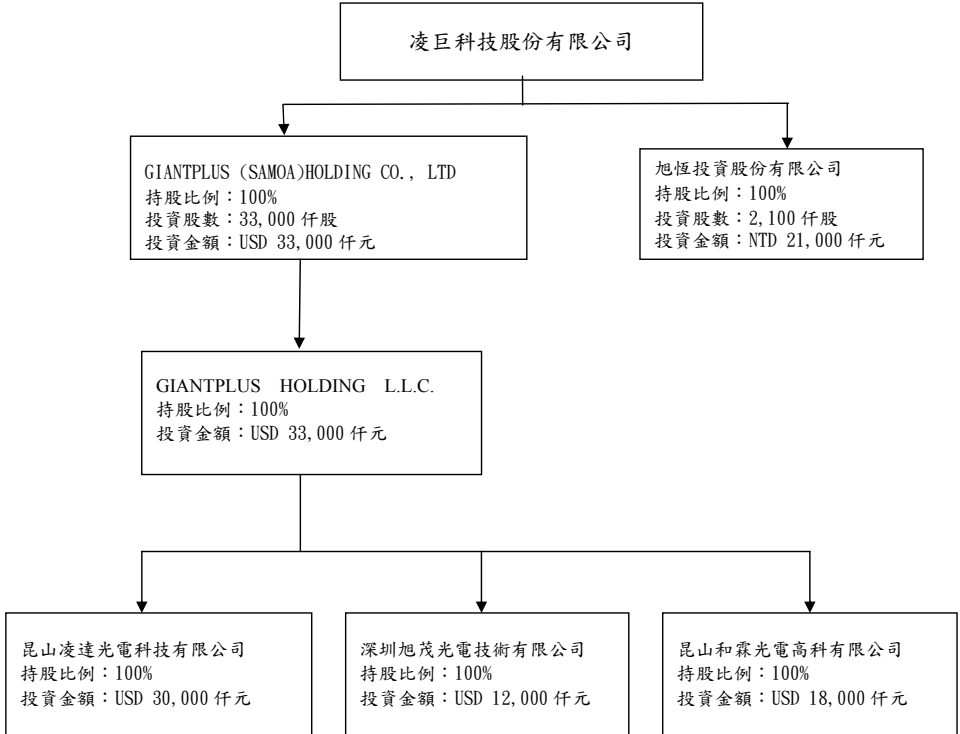 凌巨科技股份有限公司
GIANTPLUS (SAMOA)HOLDING CO., LTD
持股比例：100%
投資股數：33,000 仟股
投資金額：USD 33,000 仟元
旭恆投資股份有限公司
持股比例：100%
投資股數：2,100 仟股
投資金額：NTD 21,000 仟元
GIANTPLUS HOLDING L.L.C.
持股比例：100%
投資金額：USD 33,000 仟元
昆山凌達光電科技有限公司
持股比例：100%
投資金額：USD 30,000 仟元
深圳旭茂光電技術有限公司
持股比例：100%
投資金額：USD 12,000 仟元
昆山和霖光電高科有限公司
持股比例：100%
投資金額：USD 18,000 仟元